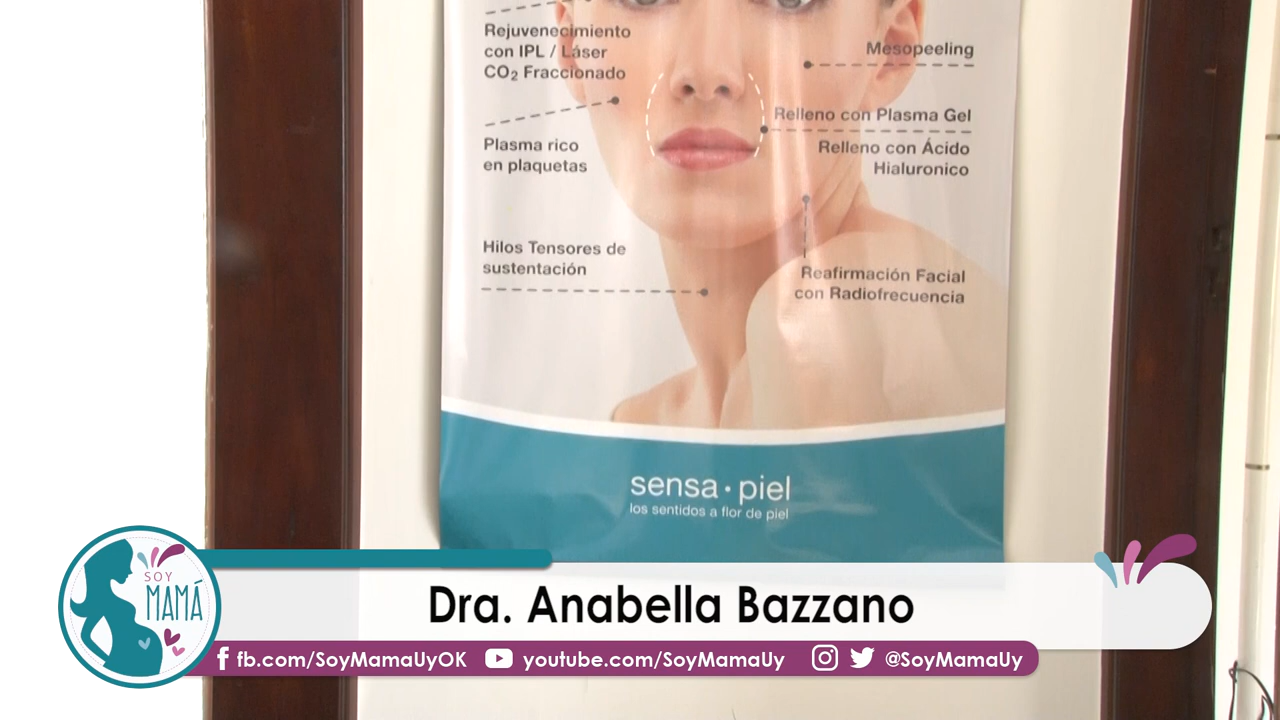 Rejuvenecimiento
con IPL / Láser
CO₂ Fraccionado
Plasma rico
en plaquetas
Hilos Tensores de
sustentación
Mesopeeling
Relleno con Plasma Gel
Relleno con Ácido
Hialuronico
Reafirmación Facial
con Radiofrecuencia
sensa · piel
los sentidos a flor de piel
SOY
MAMÁ
Dra. Anabella Bazzano
fb.com/SoyMamaUyOK youtube.com/SoyMamaUy @SoyMamaUy